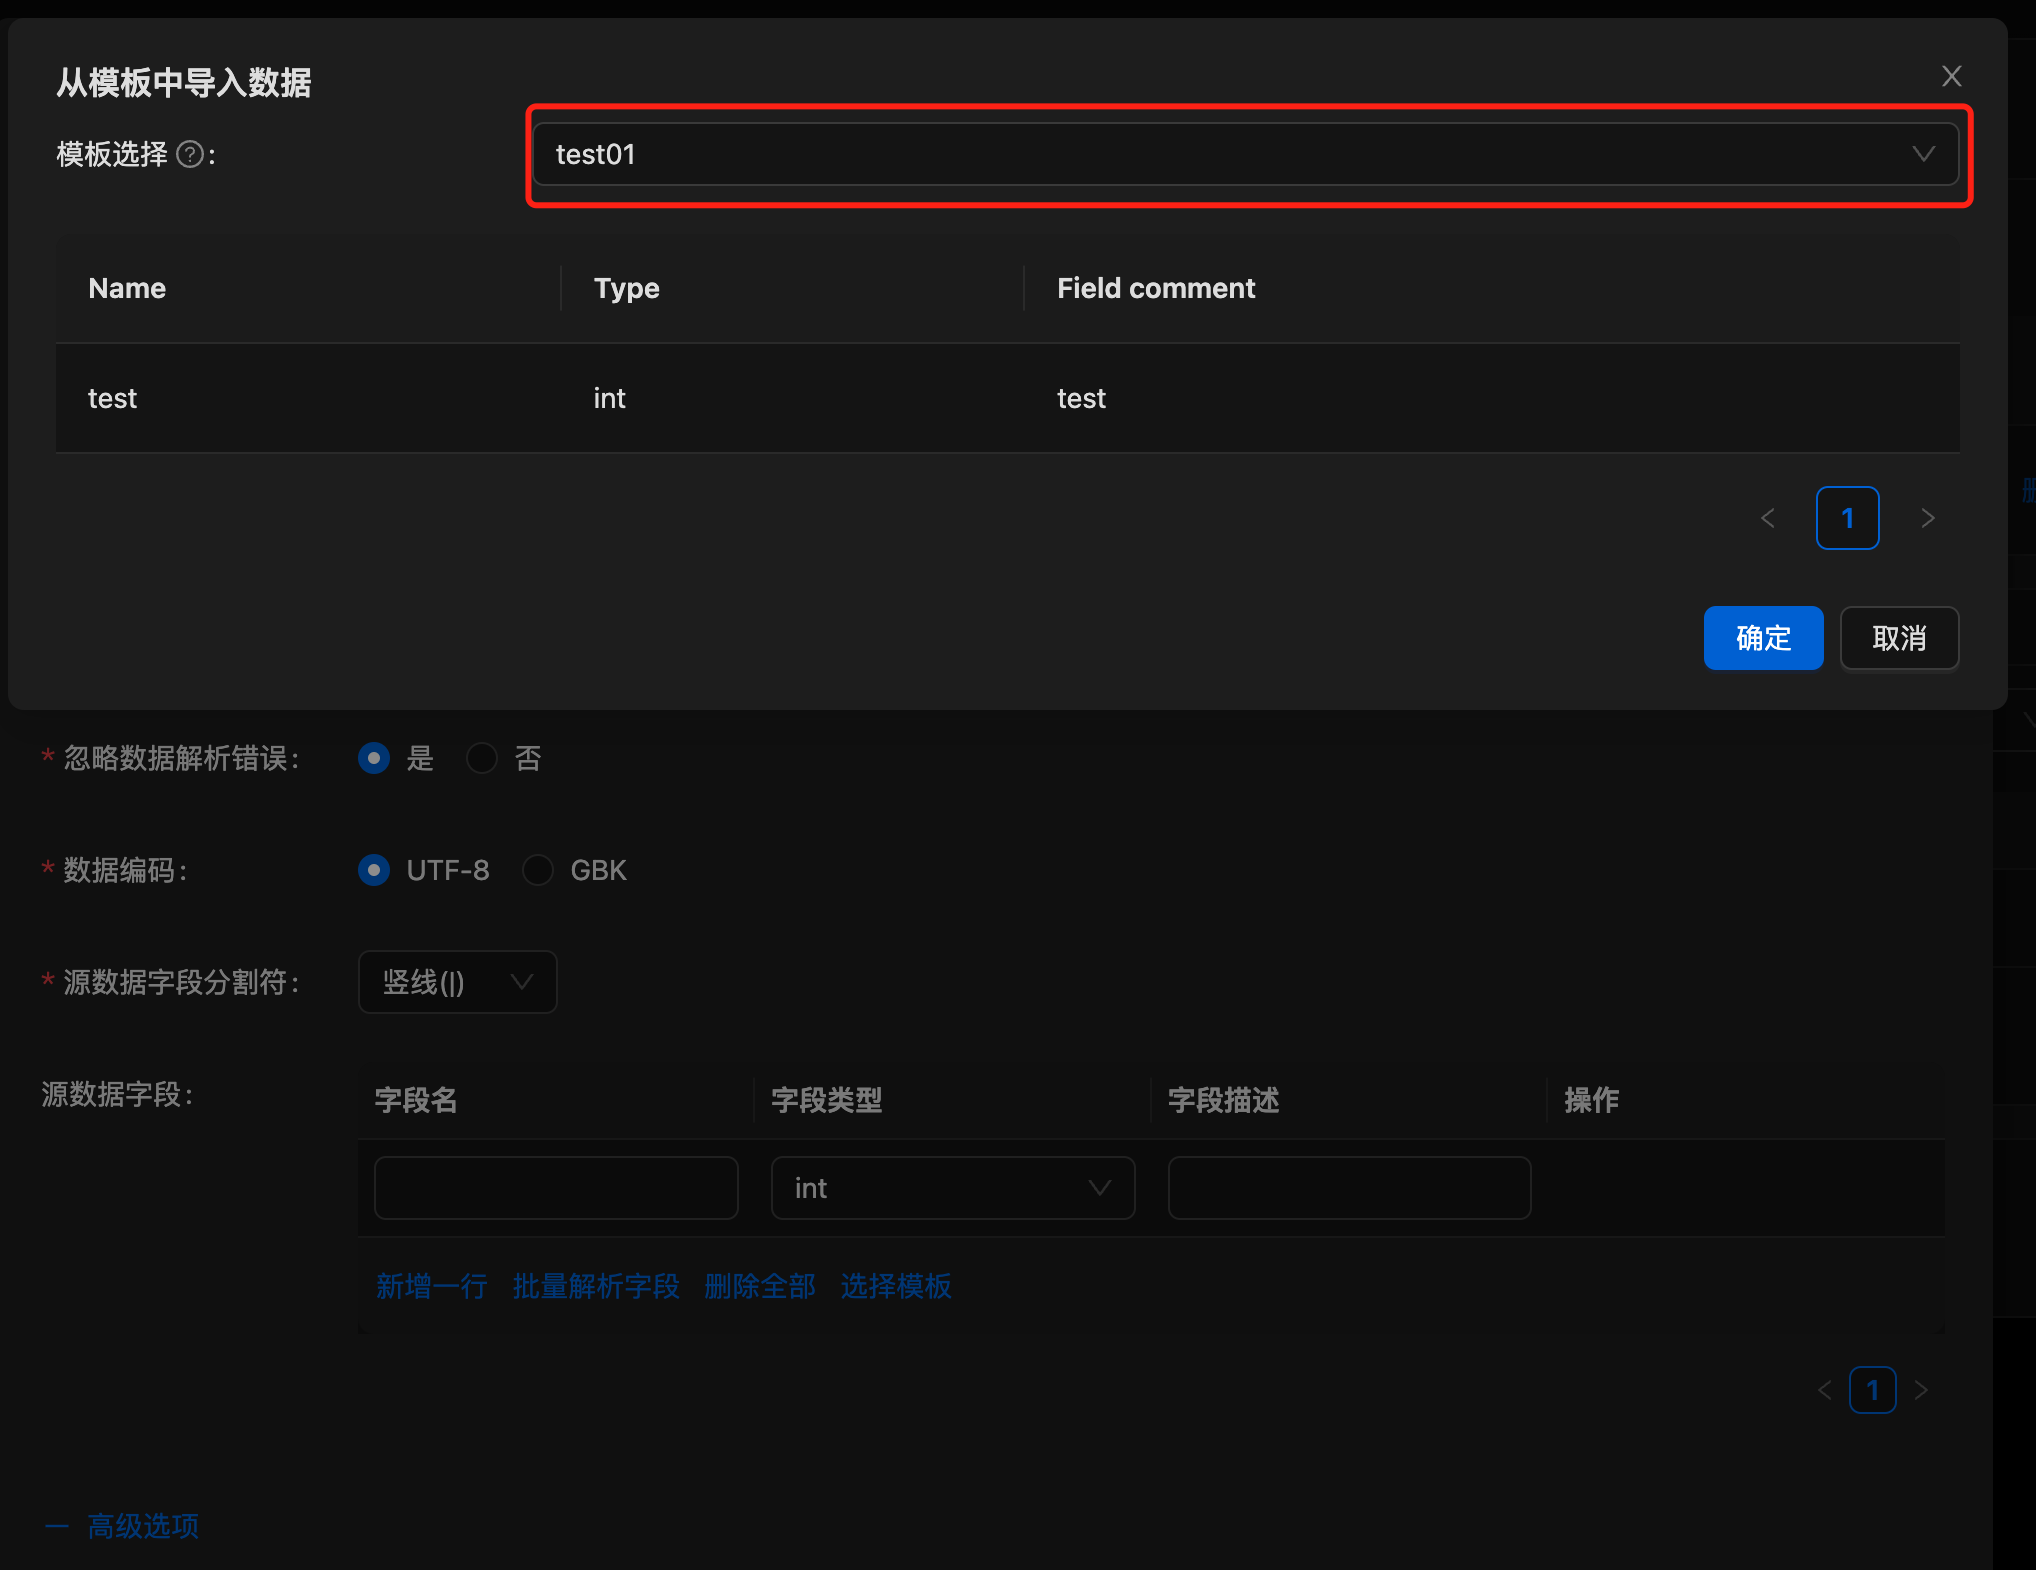 从模板中导入数据
模板选择 ? :
test01
Name Type Field comment
test int test
1
确定 取消
* 忽略数据解析错误: 是 否
* 数据编码: UTF-8 GBK
* 源数据字段分割符: 竖线(|)
源数据字段: 字段名 字段类型 字段描述 操作
int
新增一行 批量解析字段 删除全部 选择模板
1
高级选项